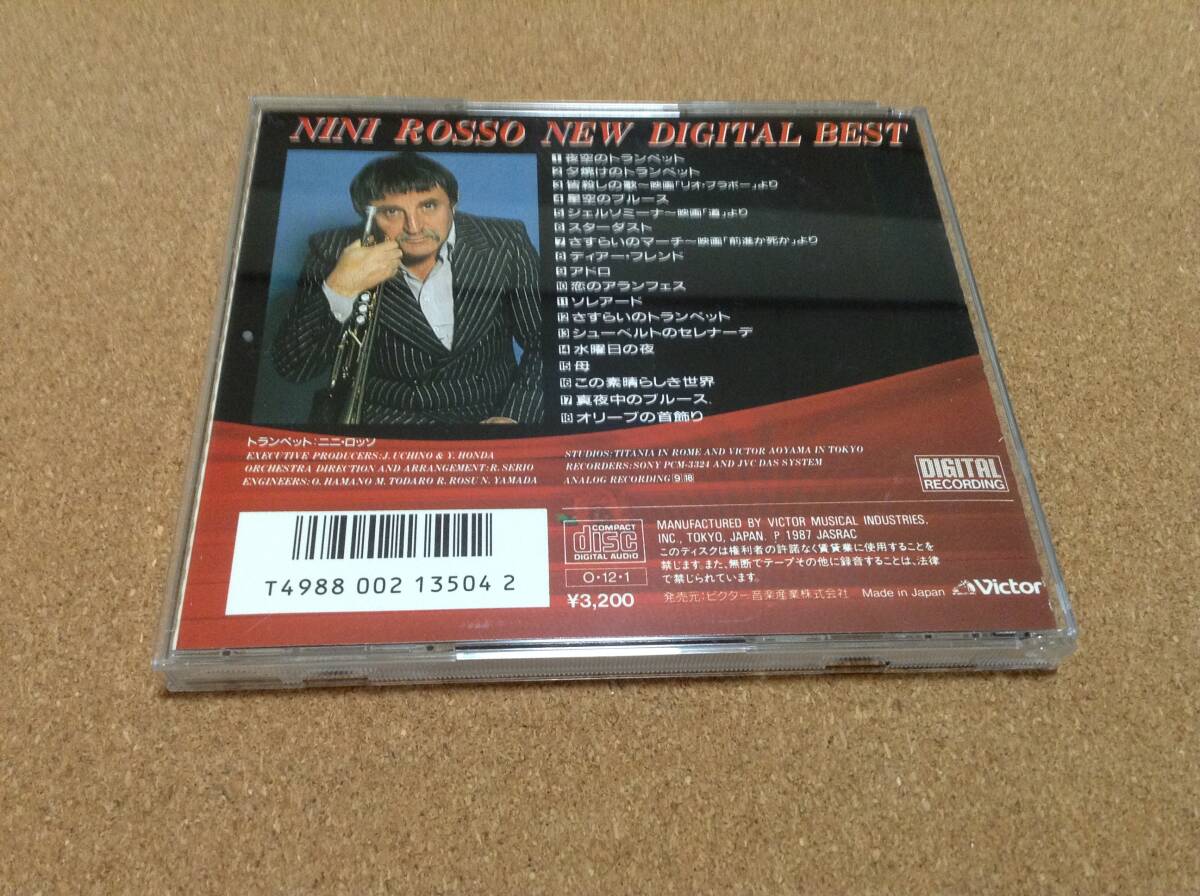 NINI ROSSO NEW DIGITAL BEST
1 夜空のトランペット
2 夕焼けのトランペット
3 皆殺しの歌〜映画「リオ・ブラボー」より
4 星空のブルース
5 ジェルソミーナ〜映画「道」より
6 スターダスト
7 さすらいのマーチ〜映画「前進か死か」より
8 ディアー・フレンド
9 アドロ
10 恋のアランフェス
11 ソレアード
12 さすらいのトランペット
13 シューベルトのセレナーデ
14 水曜日の夜
15 母
16 この素晴らしき世界
17 真夜中のブルース
18 オリーブの首飾り
トランペット:ニニ・ロッソ
EXECUTIVE PRODUCERS:J. UCHINO & Y. HONDA
ORCHESTRA DIRECTION AND ARRANGEMENT:R. SERIO
ENGINEERS:O. HAMANO M. TODARO R. ROSU N. YAMADA
STUDIOS:TITANIA IN ROME AND VICTOR AOYAMA IN TOKYO
RECORDERS:SONY PCM-3324 AND JVC DAS SYSTEM
ANALOG RECORDING 9 18
DIGITAL
RECORDING
T4988 002 13504 2
COMPACT
disc
DIGITAL AUDIO
O・12・1
¥3,200
MANUFACTURED BY VICTOR MUSICAL INDUSTRIES,
INC., TOKYO, JAPAN. P 1987 JASRAC
このディスクは権利者の許諾なく賃貸業に使用することを
禁じます。また、無断でテープその他に録音することは、法律
で禁じられています。
発売元:ビクター音楽産業株式会社 Made in Japan Victor